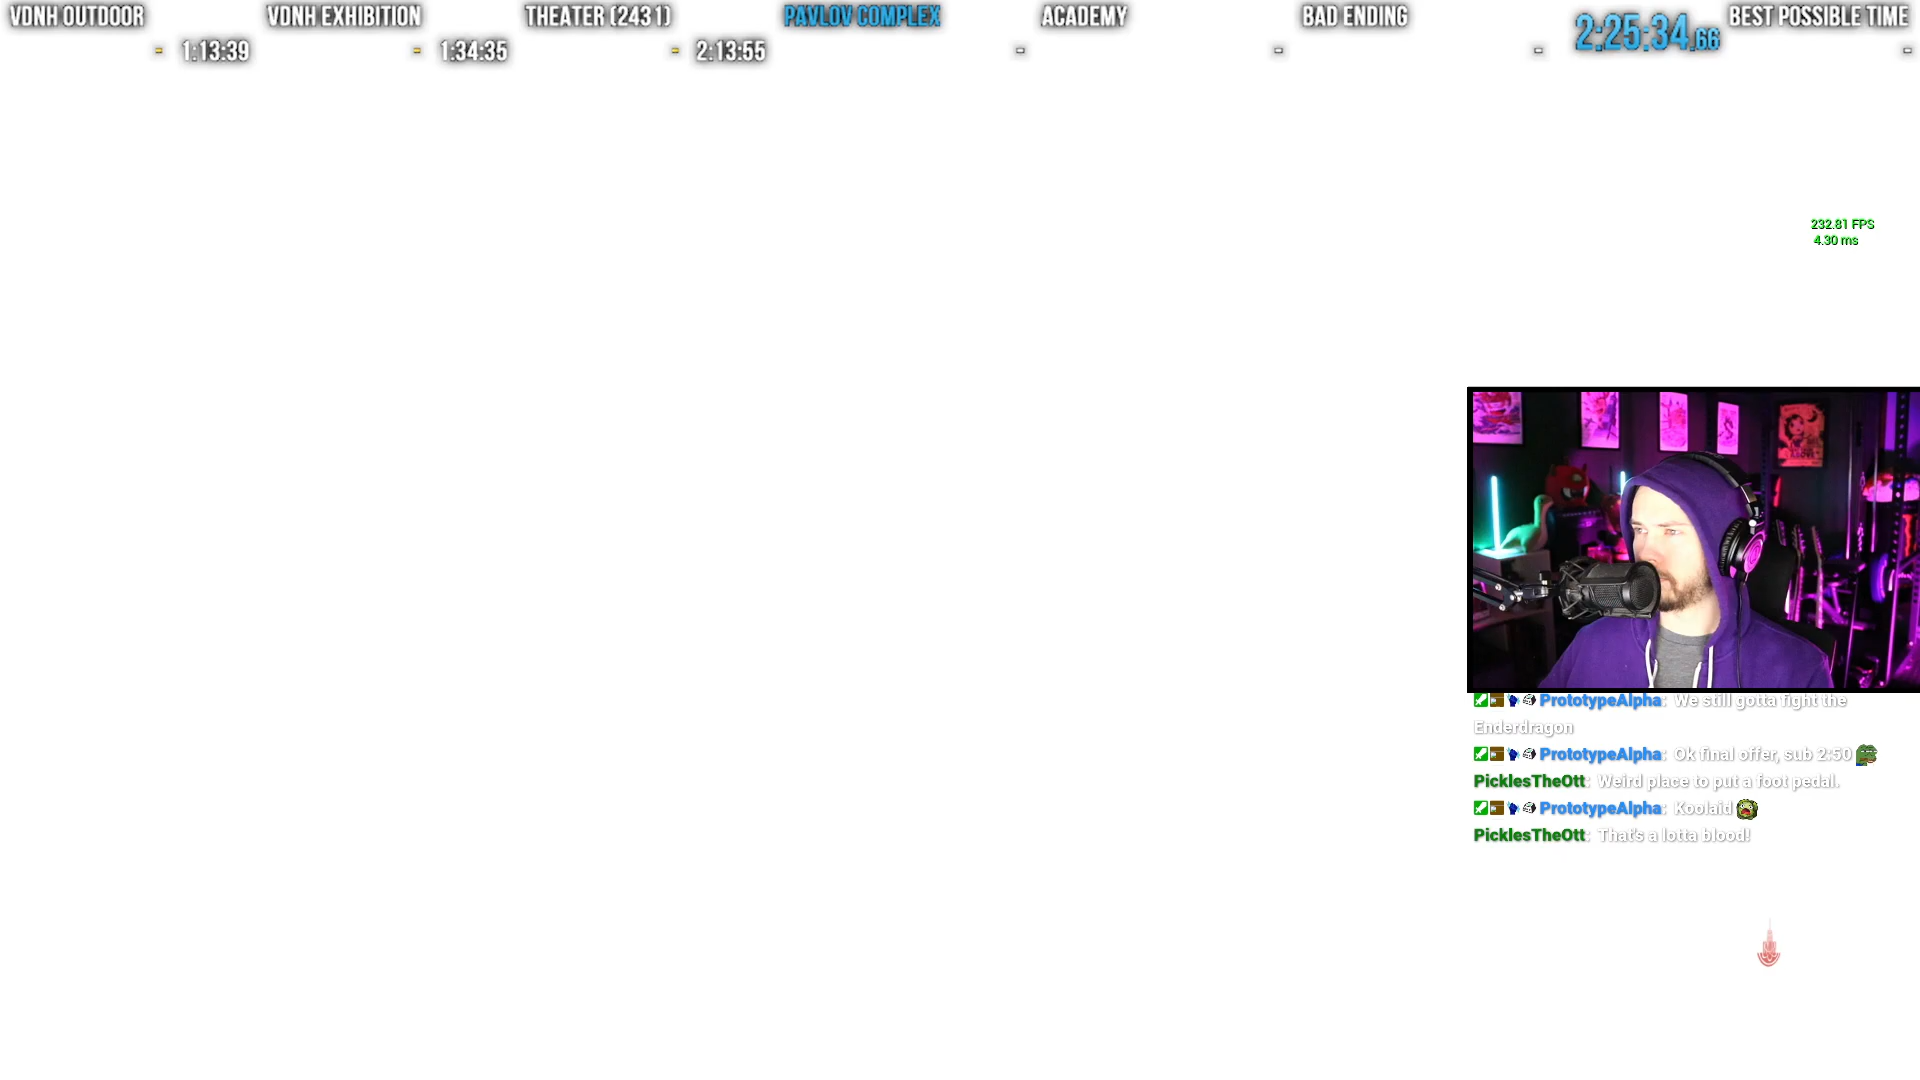 VDNH OUTDOOR
- 1:13:39
VDNH EXHIBITION
- 1:34:35
THEATER (2431)
- 2:13:55
PAVLOV COMPLEX
-
ACADEMY
-
BAD ENDING
-
2:25:34.66
BEST POSSIBLE TIME
-
232.81 FPS
4.30 ms
PrototypeAlpha: We still gotta fight the
Enderdragon
PrototypeAlpha: Ok final offer, sub 2:50
PicklesTheOtt: Weird place to put a foot pedal.
PrototypeAlpha: Koolaid
PicklesTheOtt: That's a lotta blood!